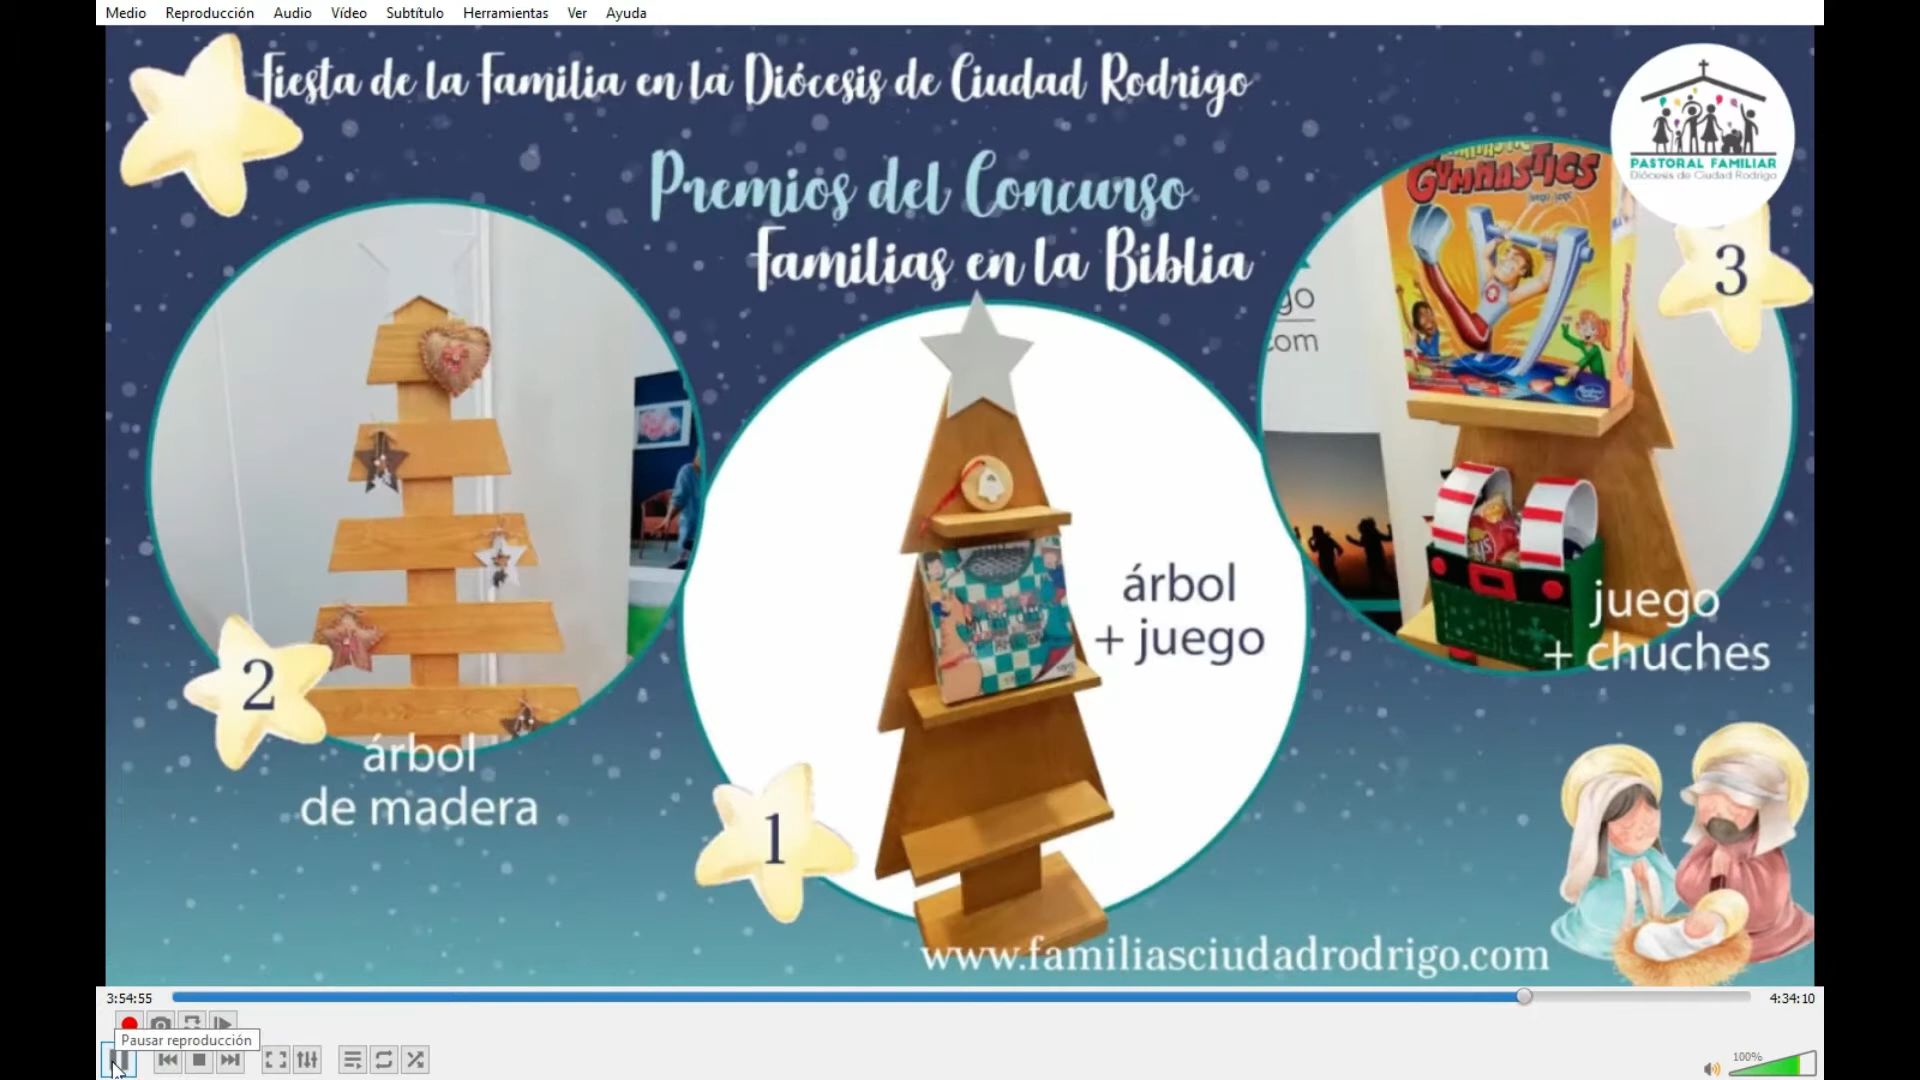 Medio Reproducción Audio Vídeo Subtítulo Herramientas Ver Ayuda
Fiesta de la Familia en la Diócesis de Ciudad Rodrigo
Premios del Concurso
Familias en la Biblia
PASTORAL FAMILIAR
Diócesis de Ciudad Rodrigo
GYMNASTICS
3
go
.com
árbol
+ juego
juego
+ chuches
2
árbol
de madera
1
www.familiasciudadrodrigo.com
3:54:55
4:34:10
Pausar reproducción
100%